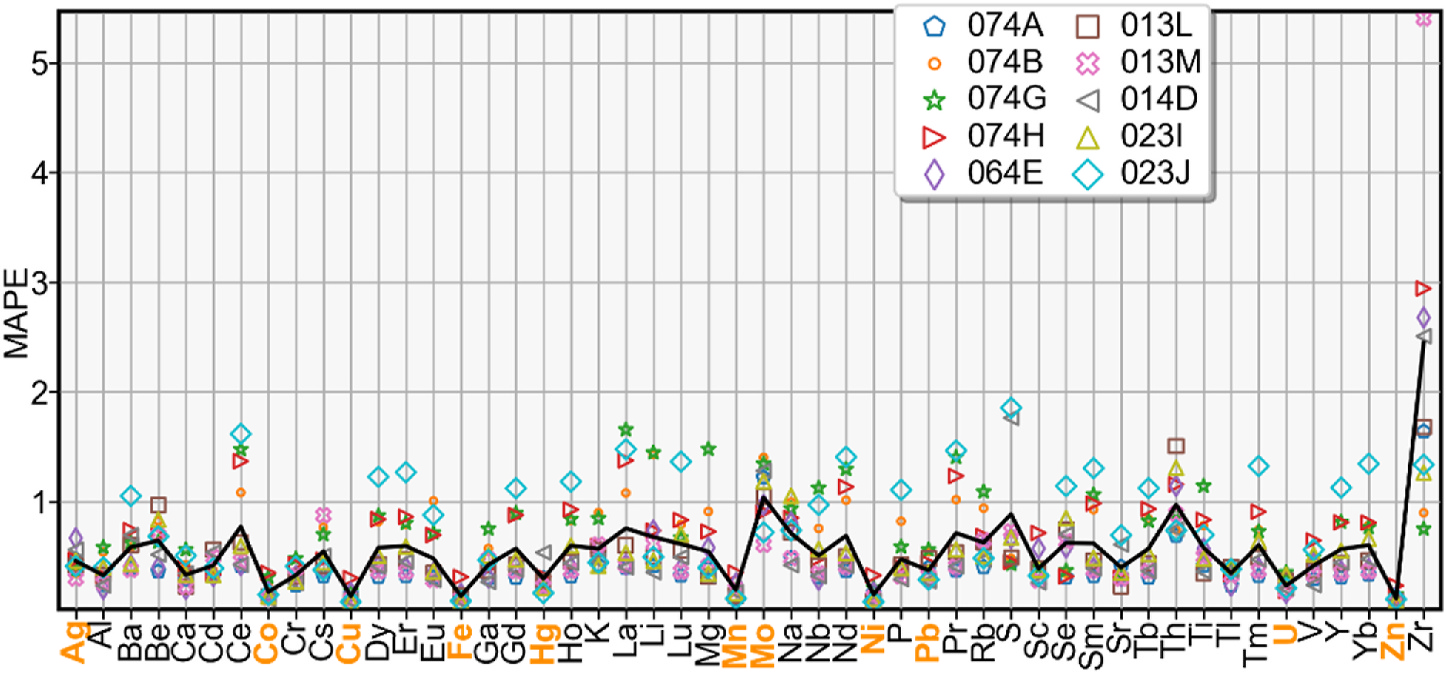 MAPE
5
4
3
2
1
074A 013L
074B 013M
074G 014D
074H 023I
064E 023J
Ag Al Ba Be Ca Cd Ce Co Cr Cs Cu Dy Er Eu Fe Ga Gd Hg Ho K La Li Lu Mg Mn Mo Na Nb Nd Ni P Pb Pr Rb S Sc Se Sm Sr Tb Th Ti Tl Tm U V Y Yb Zn Zr